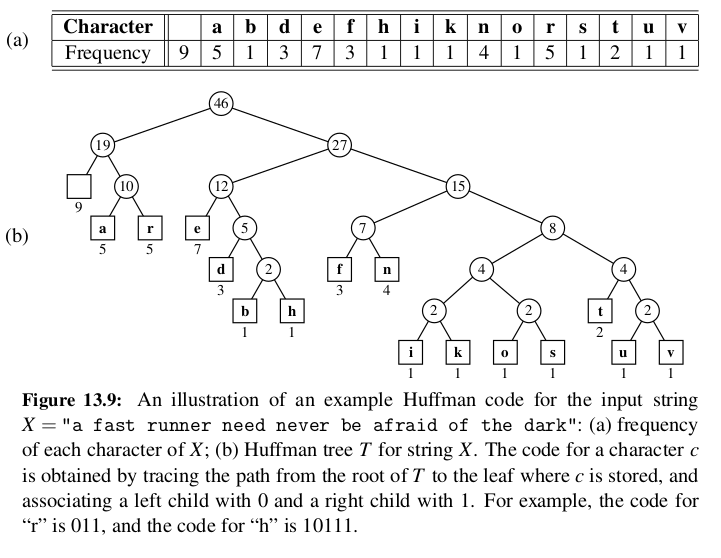 (a)
Character a b d e f h i k n o r s t u v
Frequency 9 5 1 3 7 3 1 1 1 4 1 5 1 2 1 1
(b)
46
19 27
10 12 15
9
a r e 5 7 8
5 5 7
d 2 f n 4 4
3 3 4
b h 2 2 t 2
1 1 2
i k o s u v
1 1 1 1 1 1
Figure 13.9: An illustration of an example Huffman code for the input string
X = "a fast runner need never be afraid of the dark": (a) frequency
of each character of X; (b) Huffman tree T for string X. The code for a character c
is obtained by tracing the path from the root of T to the leaf where c is stored, and
associating a left child with 0 and a right child with 1. For example, the code for
“r” is 011, and the code for “h” is 10111.